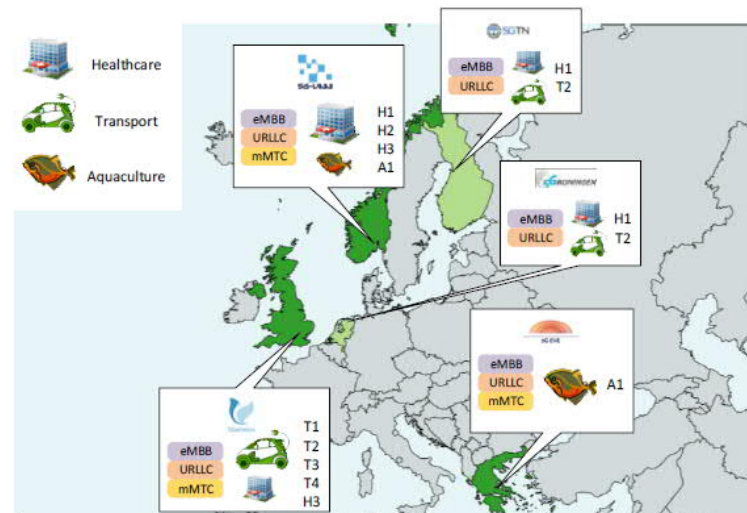 Healthcare
Transport
Aquaculture
eMBB
URLLC
mMTC
H1
H2
H3
A1
5GTN
eMBB
URLLC
H1
T2
eMBB
URLLC
H1
T2
eMBB
URLLC
mMTC
A1
eMBB
URLLC
mMTC
T1
T2
T3
T4
H3